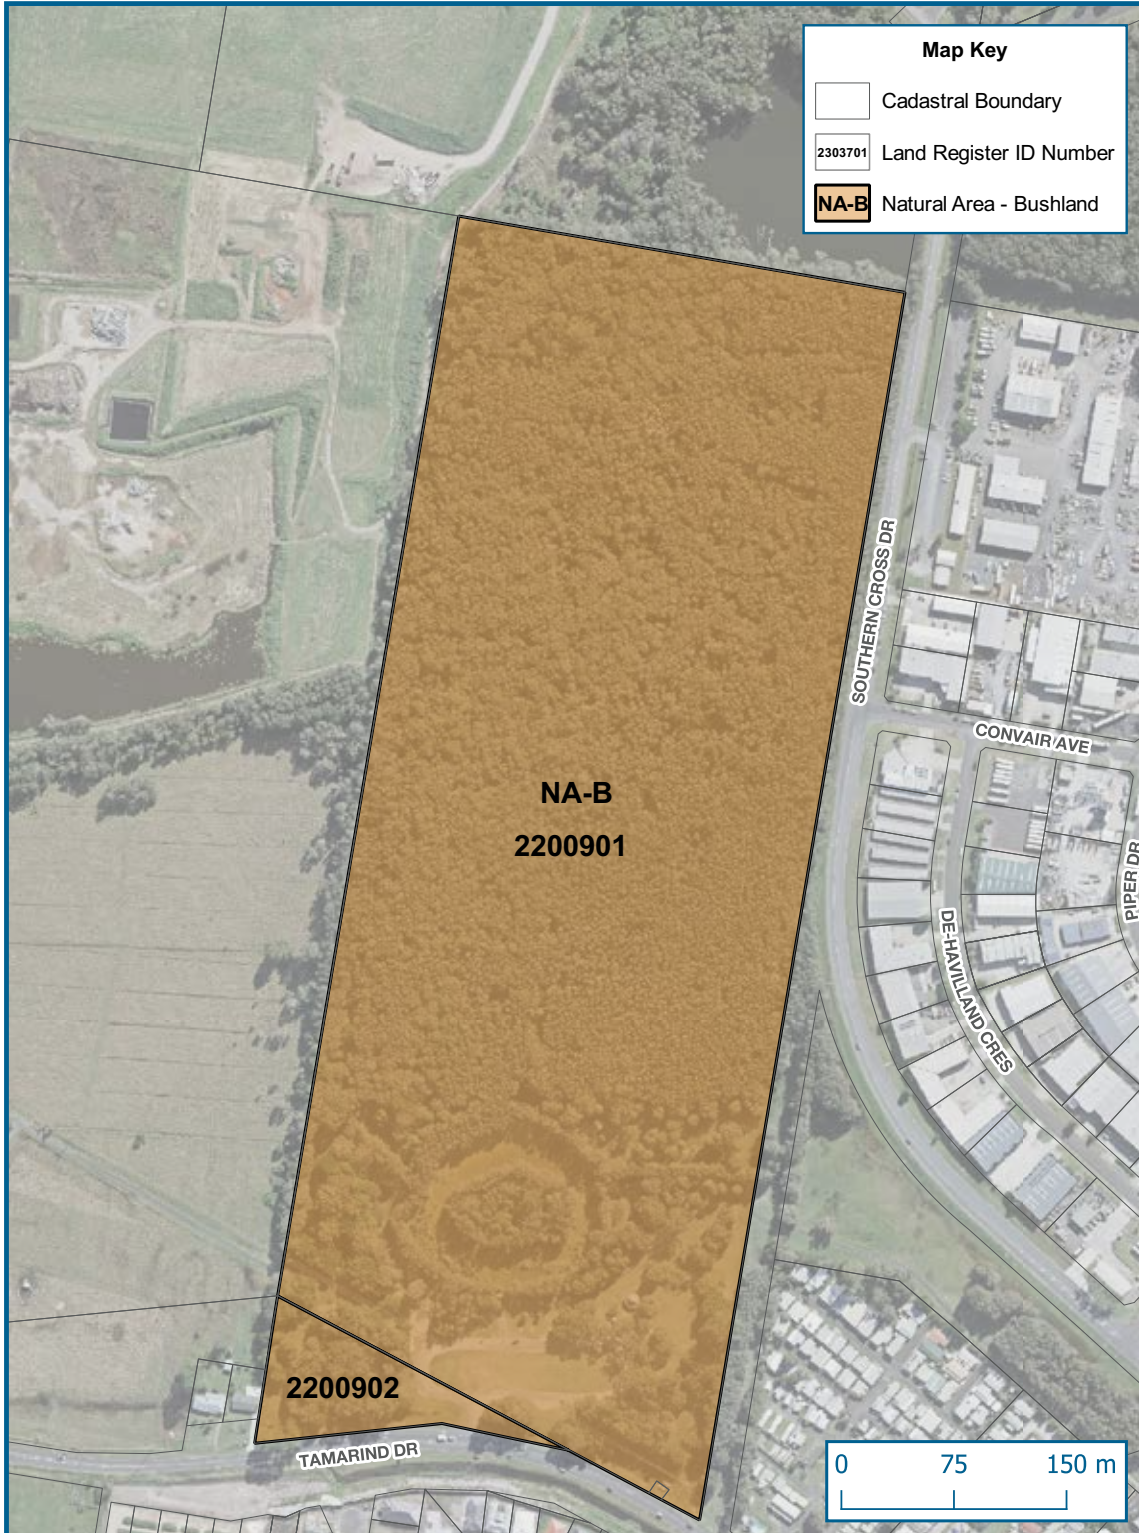 Map Key
Cadastral Boundary
2303701 Land Register ID Number
NA-B Natural Area - Bushland
SOUTHERN CROSS DR
CONVAIR AVE
NA-B
2200901
PIPER DR
DE-HAVILLAND CRES
2200902
TAMARIND DR
0 75 150 m